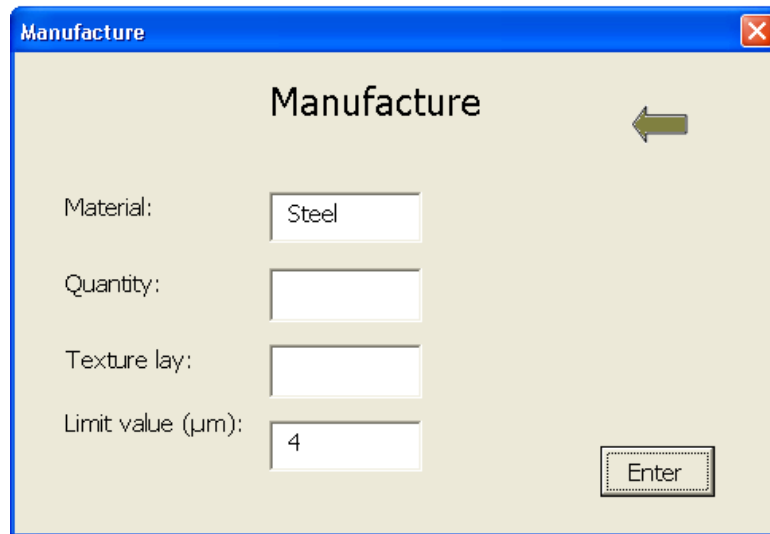 Manufacture
Manufacture
Material: Steel
Quantity:
Texture lay:
Limit value (µm): 4
Enter